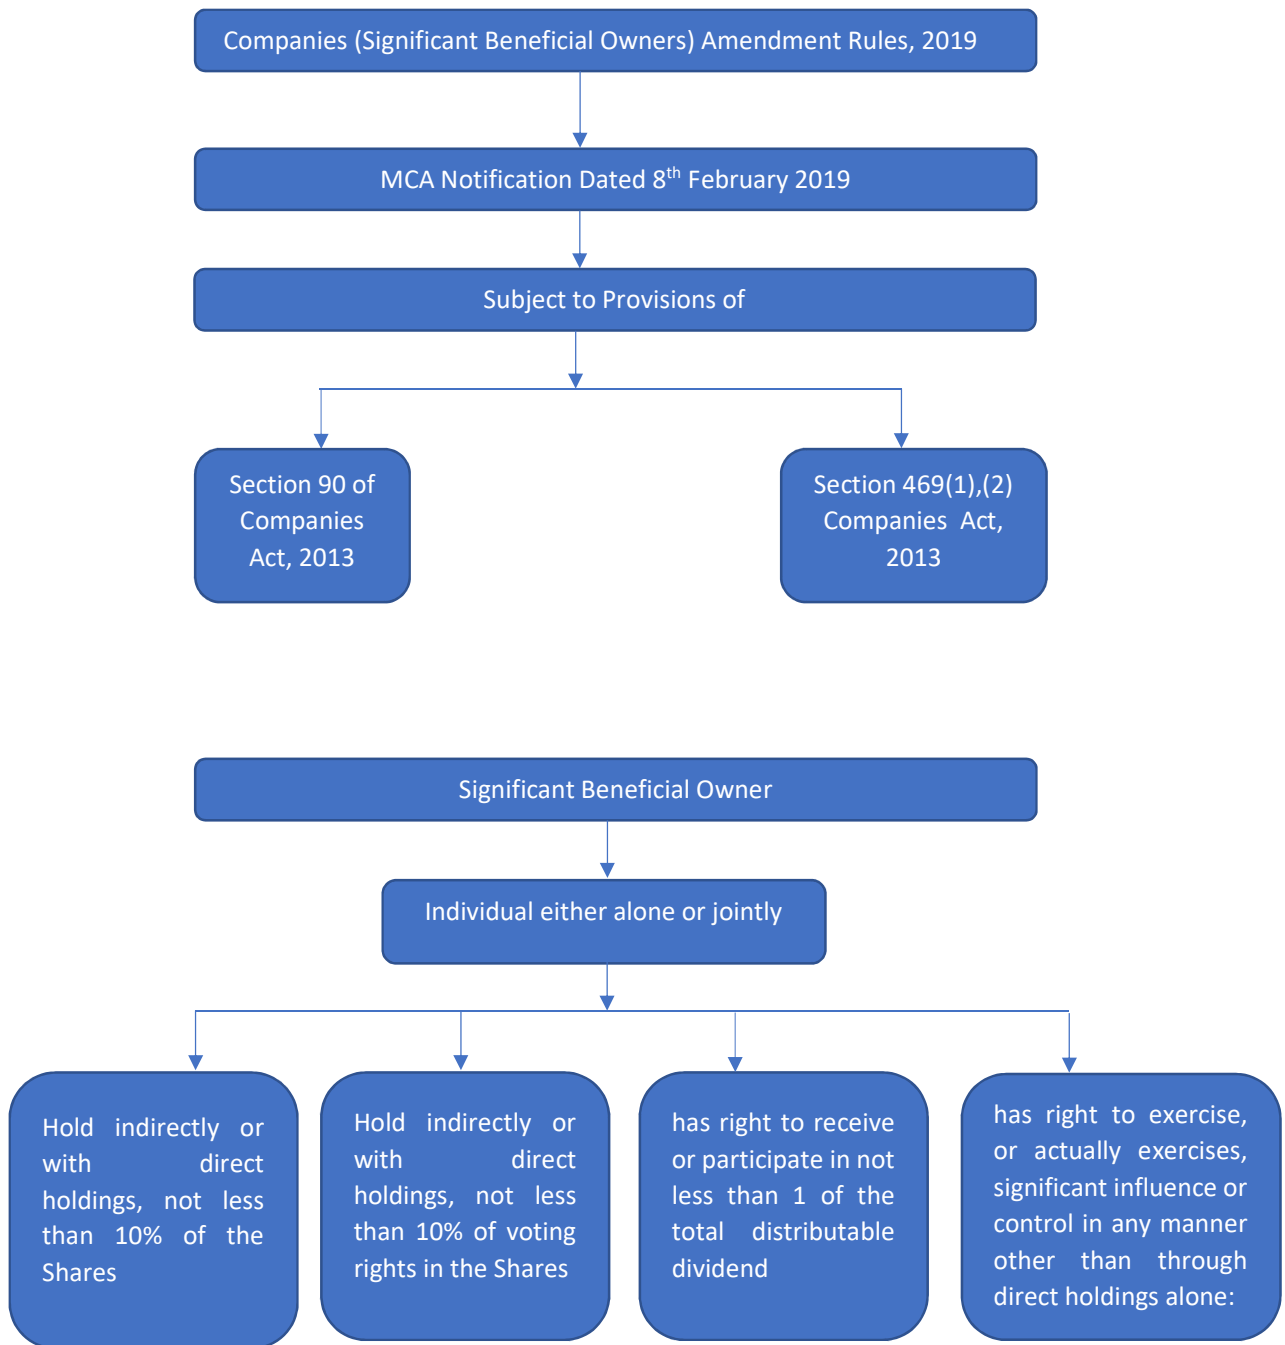 Companies (Significant Beneficial Owners) Amendment Rules, 2019
MCA Notification Dated 8th February 2019
Subject to Provisions of
Section 90 of
Companies
Act, 2013
Section 469(1),(2)
Companies Act,
2013
Significant Beneficial Owner
Individual either alone or jointly
Hold indirectly or
with direct
holdings, not less
than 10% of the
Shares
Hold indirectly or
with direct
holdings, not less
than 10% of voting
rights in the Shares
has right to receive
or participate in not
less than 1 of the
total distributable
dividend
has right to exercise,
or actually exercises,
significant influence or
control in any manner
other than through
direct holdings alone: